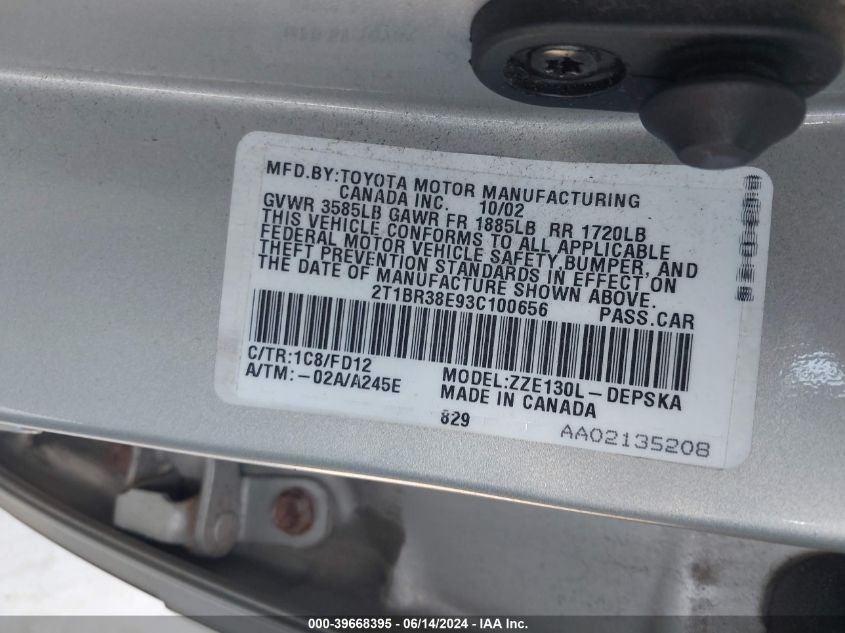 MFD.BY:TOYOTA MOTOR MANUFACTURING
CANADA INC. 10/02
GVWR 3585LB GAWR FR 1885LB RR 1720LB
THIS VEHICLE CONFORMS TO ALL APPLICABLE
FEDERAL MOTOR VEHICLE SAFETY,BUMPER, AND
THEFT PREVENTION STANDARDS IN EFFECT ON
THE DATE OF MANUFACTURE SHOWN ABOVE.
2T1BR38E93C100656 PASS.CAR
C/TR:1C8/FD12
A/TM:-02A/A245E
MODEL:ZZE130L-DEPSKA
MADE IN CANADA
829
AA02135208
000-39668395 - 06/14/2024 - IAA Inc.